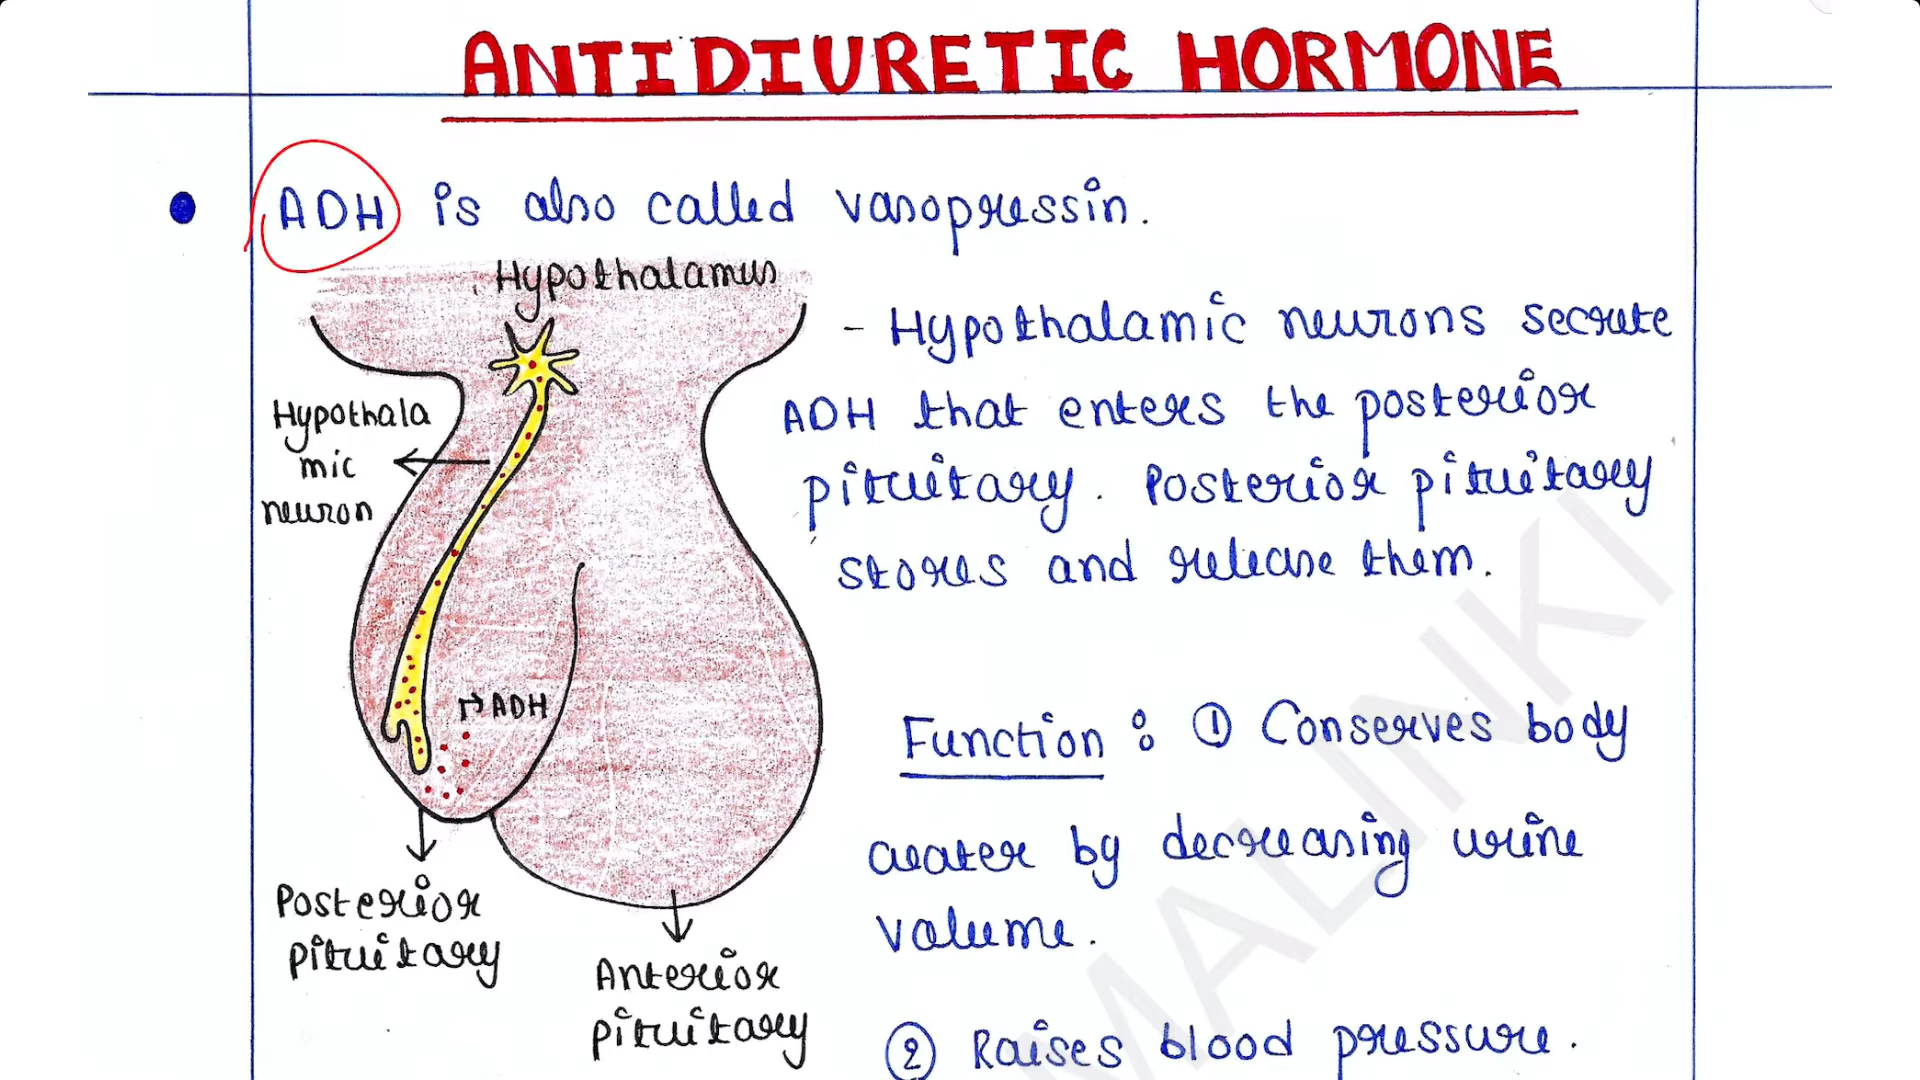 ANTIDIURETIC HORMONE
ADH is also called vasopressin.
Hypothalamus
- Hypothalamic neurons secrete
ADH that enters the posterior
pituitary. Posterior pituitary
stores and release them.
Hypothala
mic
neuron
ADH
Function : ① Conserves body
water by decreasing urine
volume.
Posterior
pituitary
Anterior
pituitary
② Raises blood pressure.
MALINKI